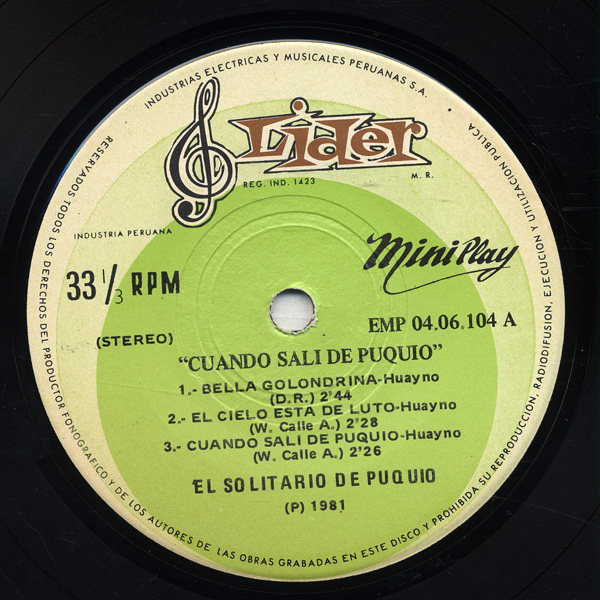 INDUSTRIAS ELECTRICAS Y MUSICALES PERUANAS S.A.
Lider
REG. IND. 1423
M. R.
INDUSTRIA PERUANA
MiniPlay
33 1/3 RPM
(STEREO)
EMP 04.06.104 A
"CUANDO SALI DE PUQUIO"
1.- BELLA GOLONDRINA-Huayno
(D.R.) 2'44
2.- EL CIELO ESTA DE LUTO-Huayno
(W. Calle A.) 2'28
3.- CUANDO SALI DE PUQUIO-Huayno
(W. Calle A.) 2'26
EL SOLITARIO DE PUQUIO
(P) 1981
RESERVADOS TODOS LOS DERECHOS DEL PRODUCTOR FONOGRAFICO Y DE LOS AUTORES DE LAS OBRAS GRABADAS EN ESTE DISCO Y PROHIBIDA SU REPRODUCCION, RADIODIFUSION, EJECUCION Y UTILIZACION PUBLICA